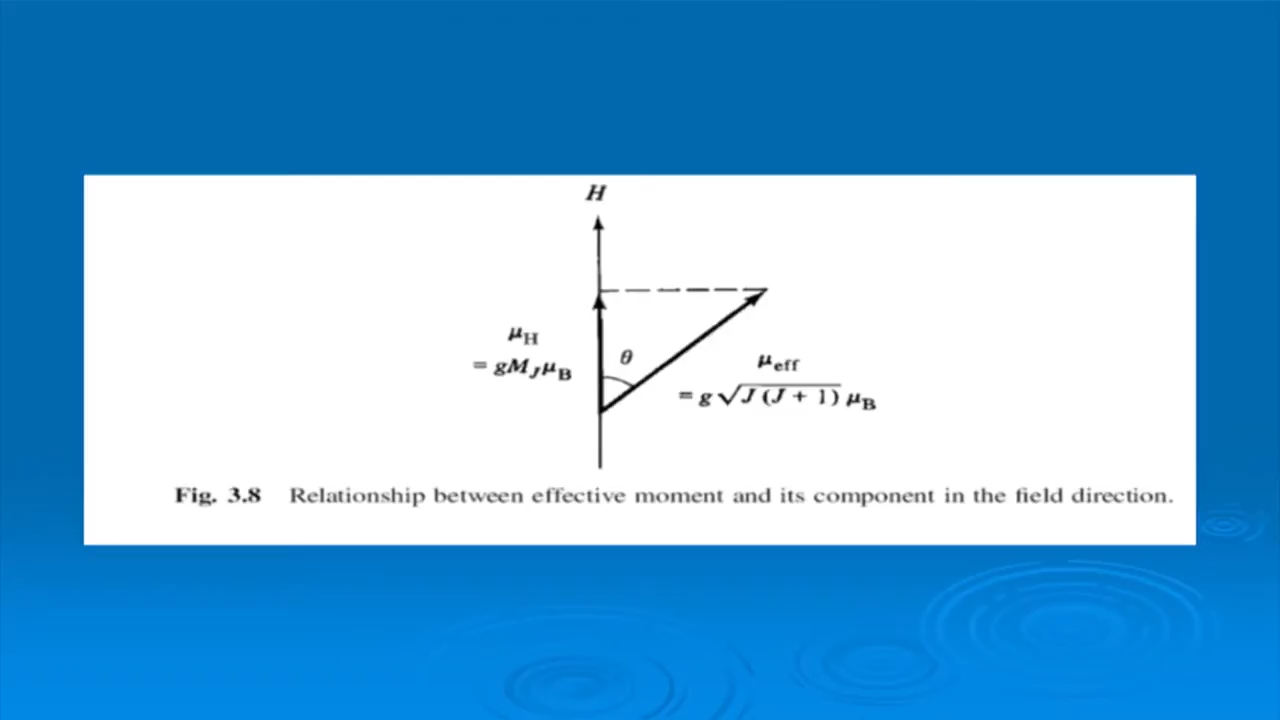 H
μH
= gMJμB
θ
μeff
= g√J(J + 1) μB
Fig. 3.8 Relationship between effective moment and its component in the field direction.